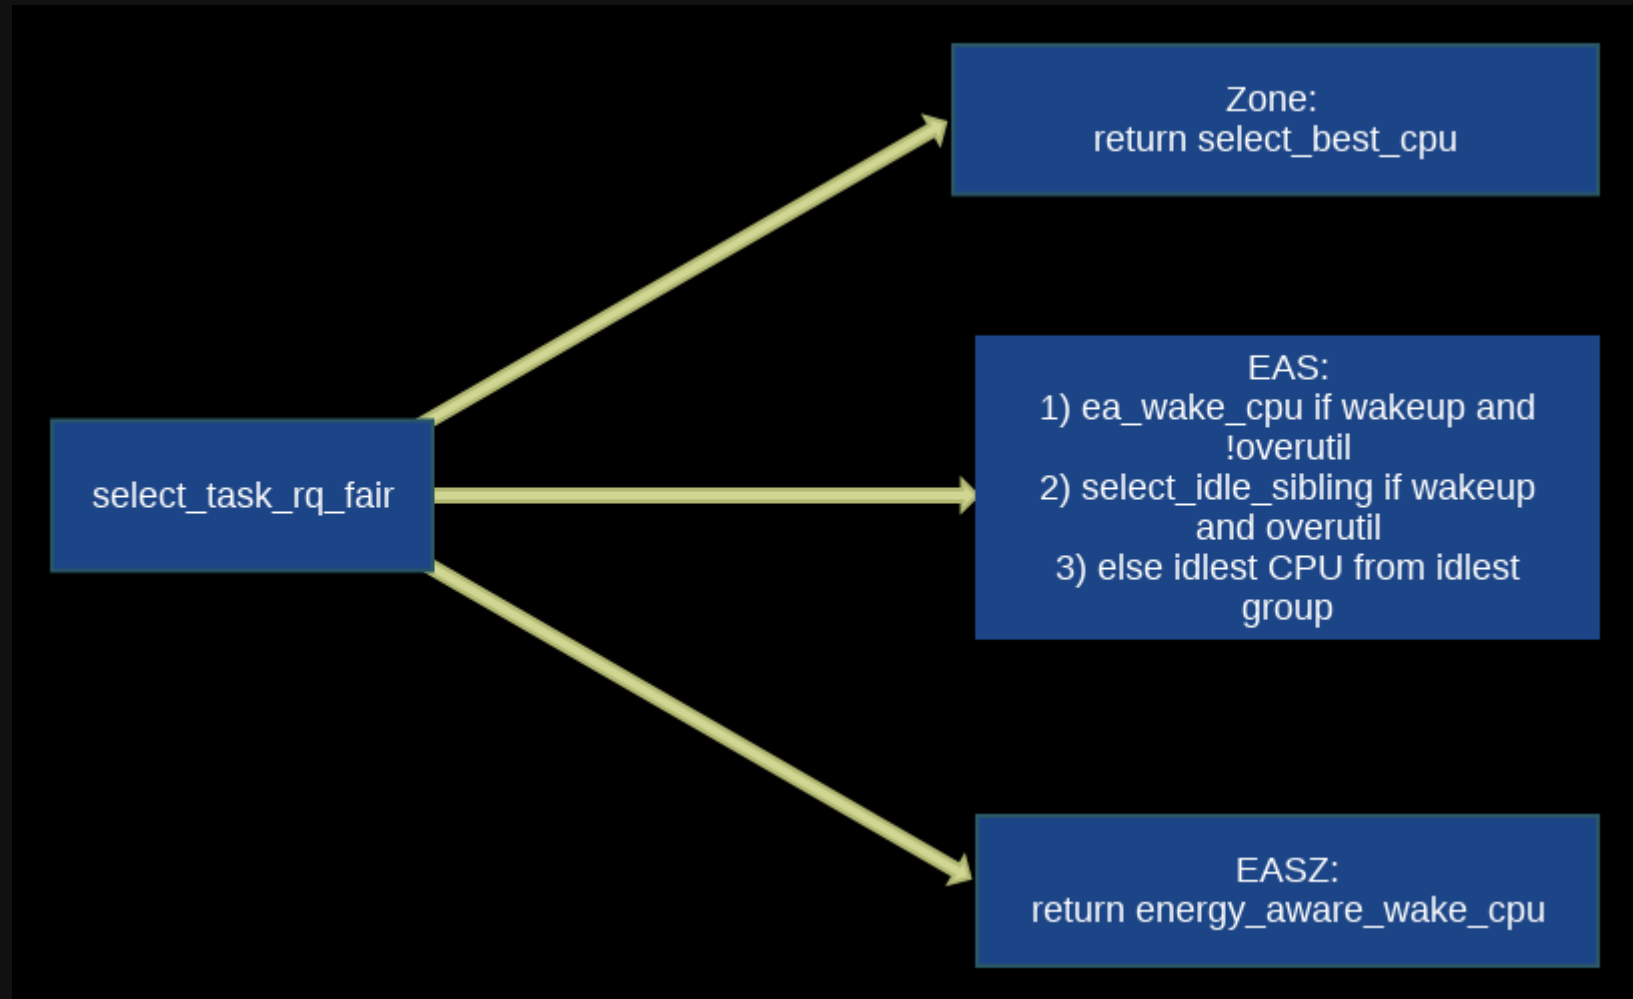 Zone:
return select_best_cpu
select_task_rq_fair
EAS:
1) ea_wake_cpu if wakeup and
!overutil
2) select_idle_sibling if wakeup
and overutil
3) else idlest CPU from idlest
group
EASZ:
return energy_aware_wake_cpu